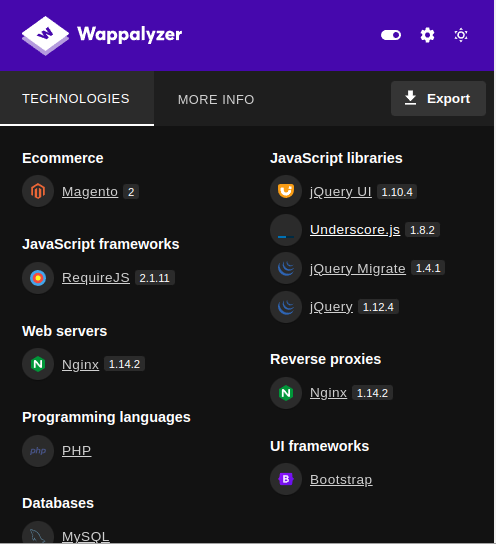 Wappalyzer
TECHNOLOGIES
MORE INFO
Export
Ecommerce
Magento 2
JavaScript frameworks
RequireJS 2.1.11
Web servers
Nginx 1.14.2
Programming languages
php PHP
Databases
MySQL
JavaScript libraries
jQuery UI 1.10.4
Underscore.js 1.8.2
jQuery Migrate 1.4.1
jQuery 1.12.4
Reverse proxies
Nginx 1.14.2
UI frameworks
B Bootstrap